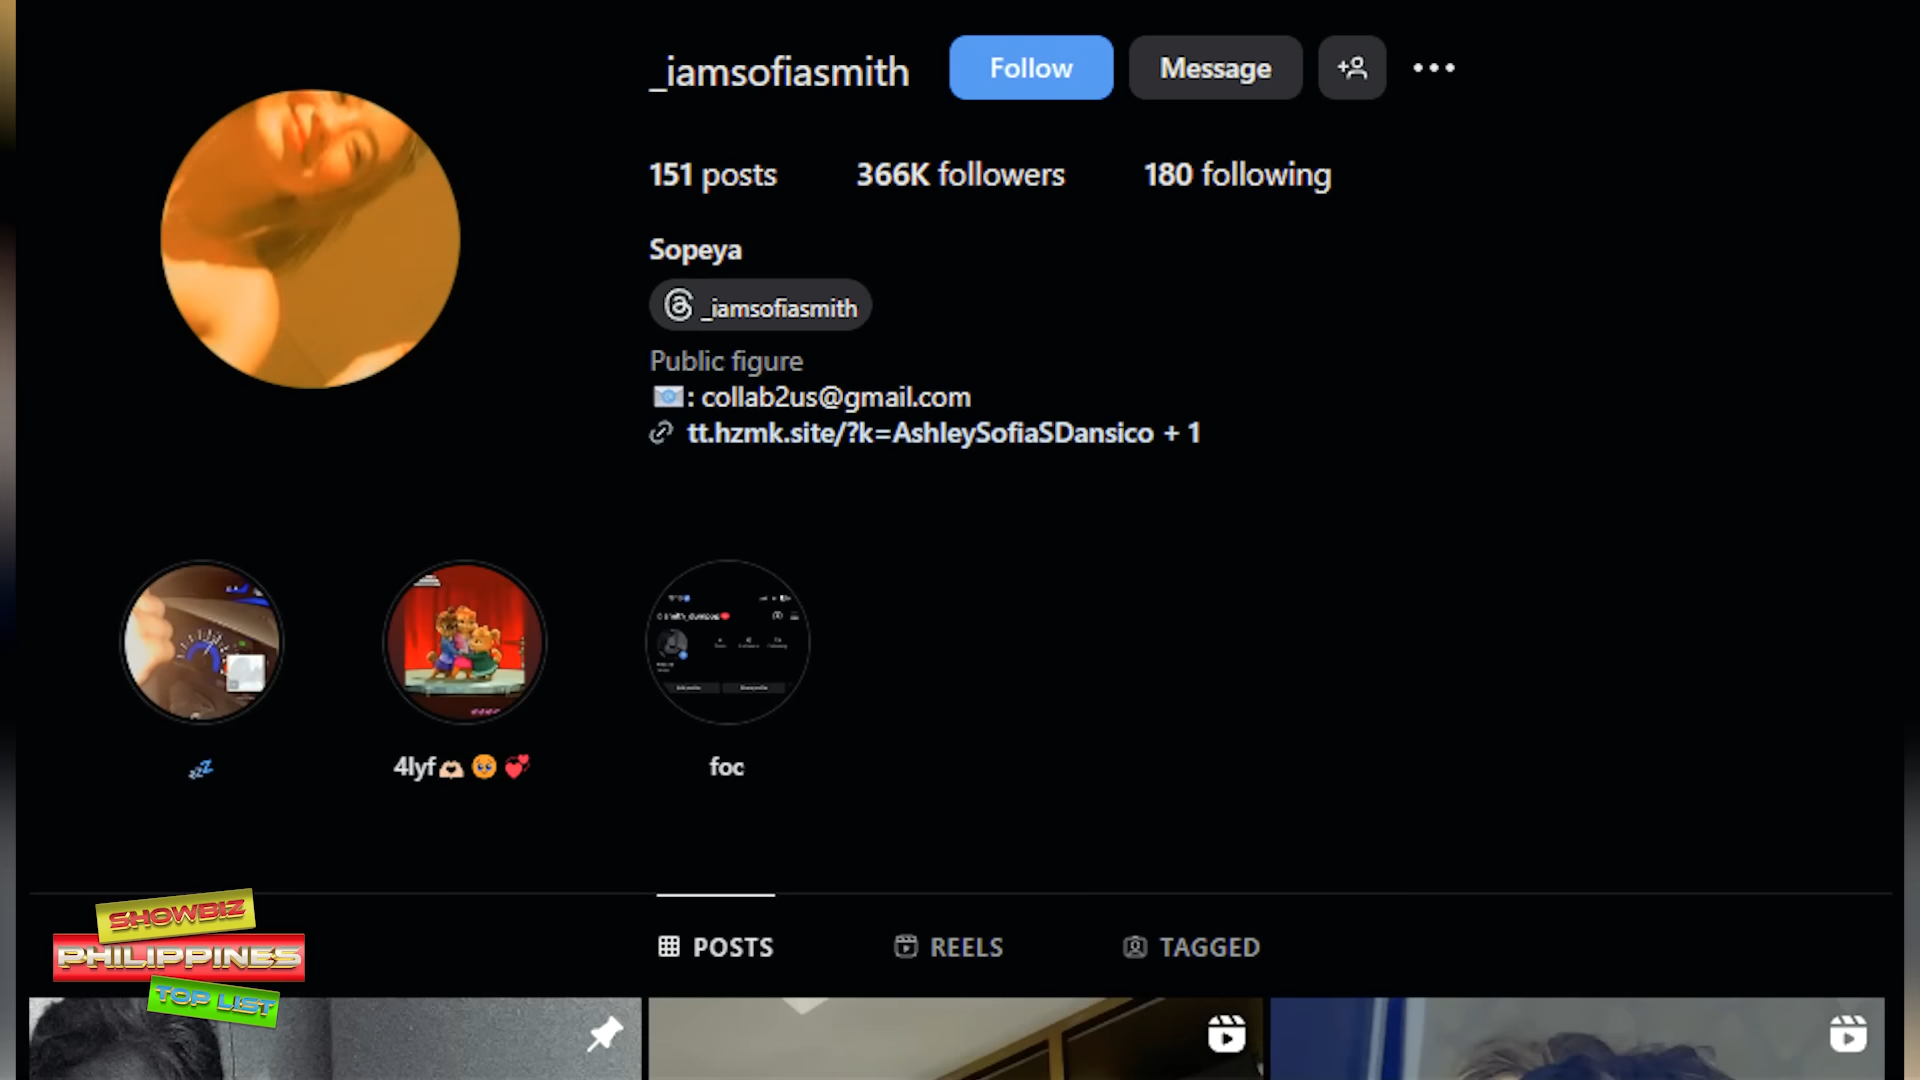 _iamsofiasmith Follow Message
151 posts 366K followers 180 following
Sopeya
_iamsofiasmith
Public figure
📧: collab2us@gmail.com
tt.hzmk.site/?k=AshleySofiaSDansico + 1
💤 4lyf🫶🏻🥹💞 foc
POSTS REELS TAGGED
SHOWBIZ
PHILIPPINES
TOP LIST